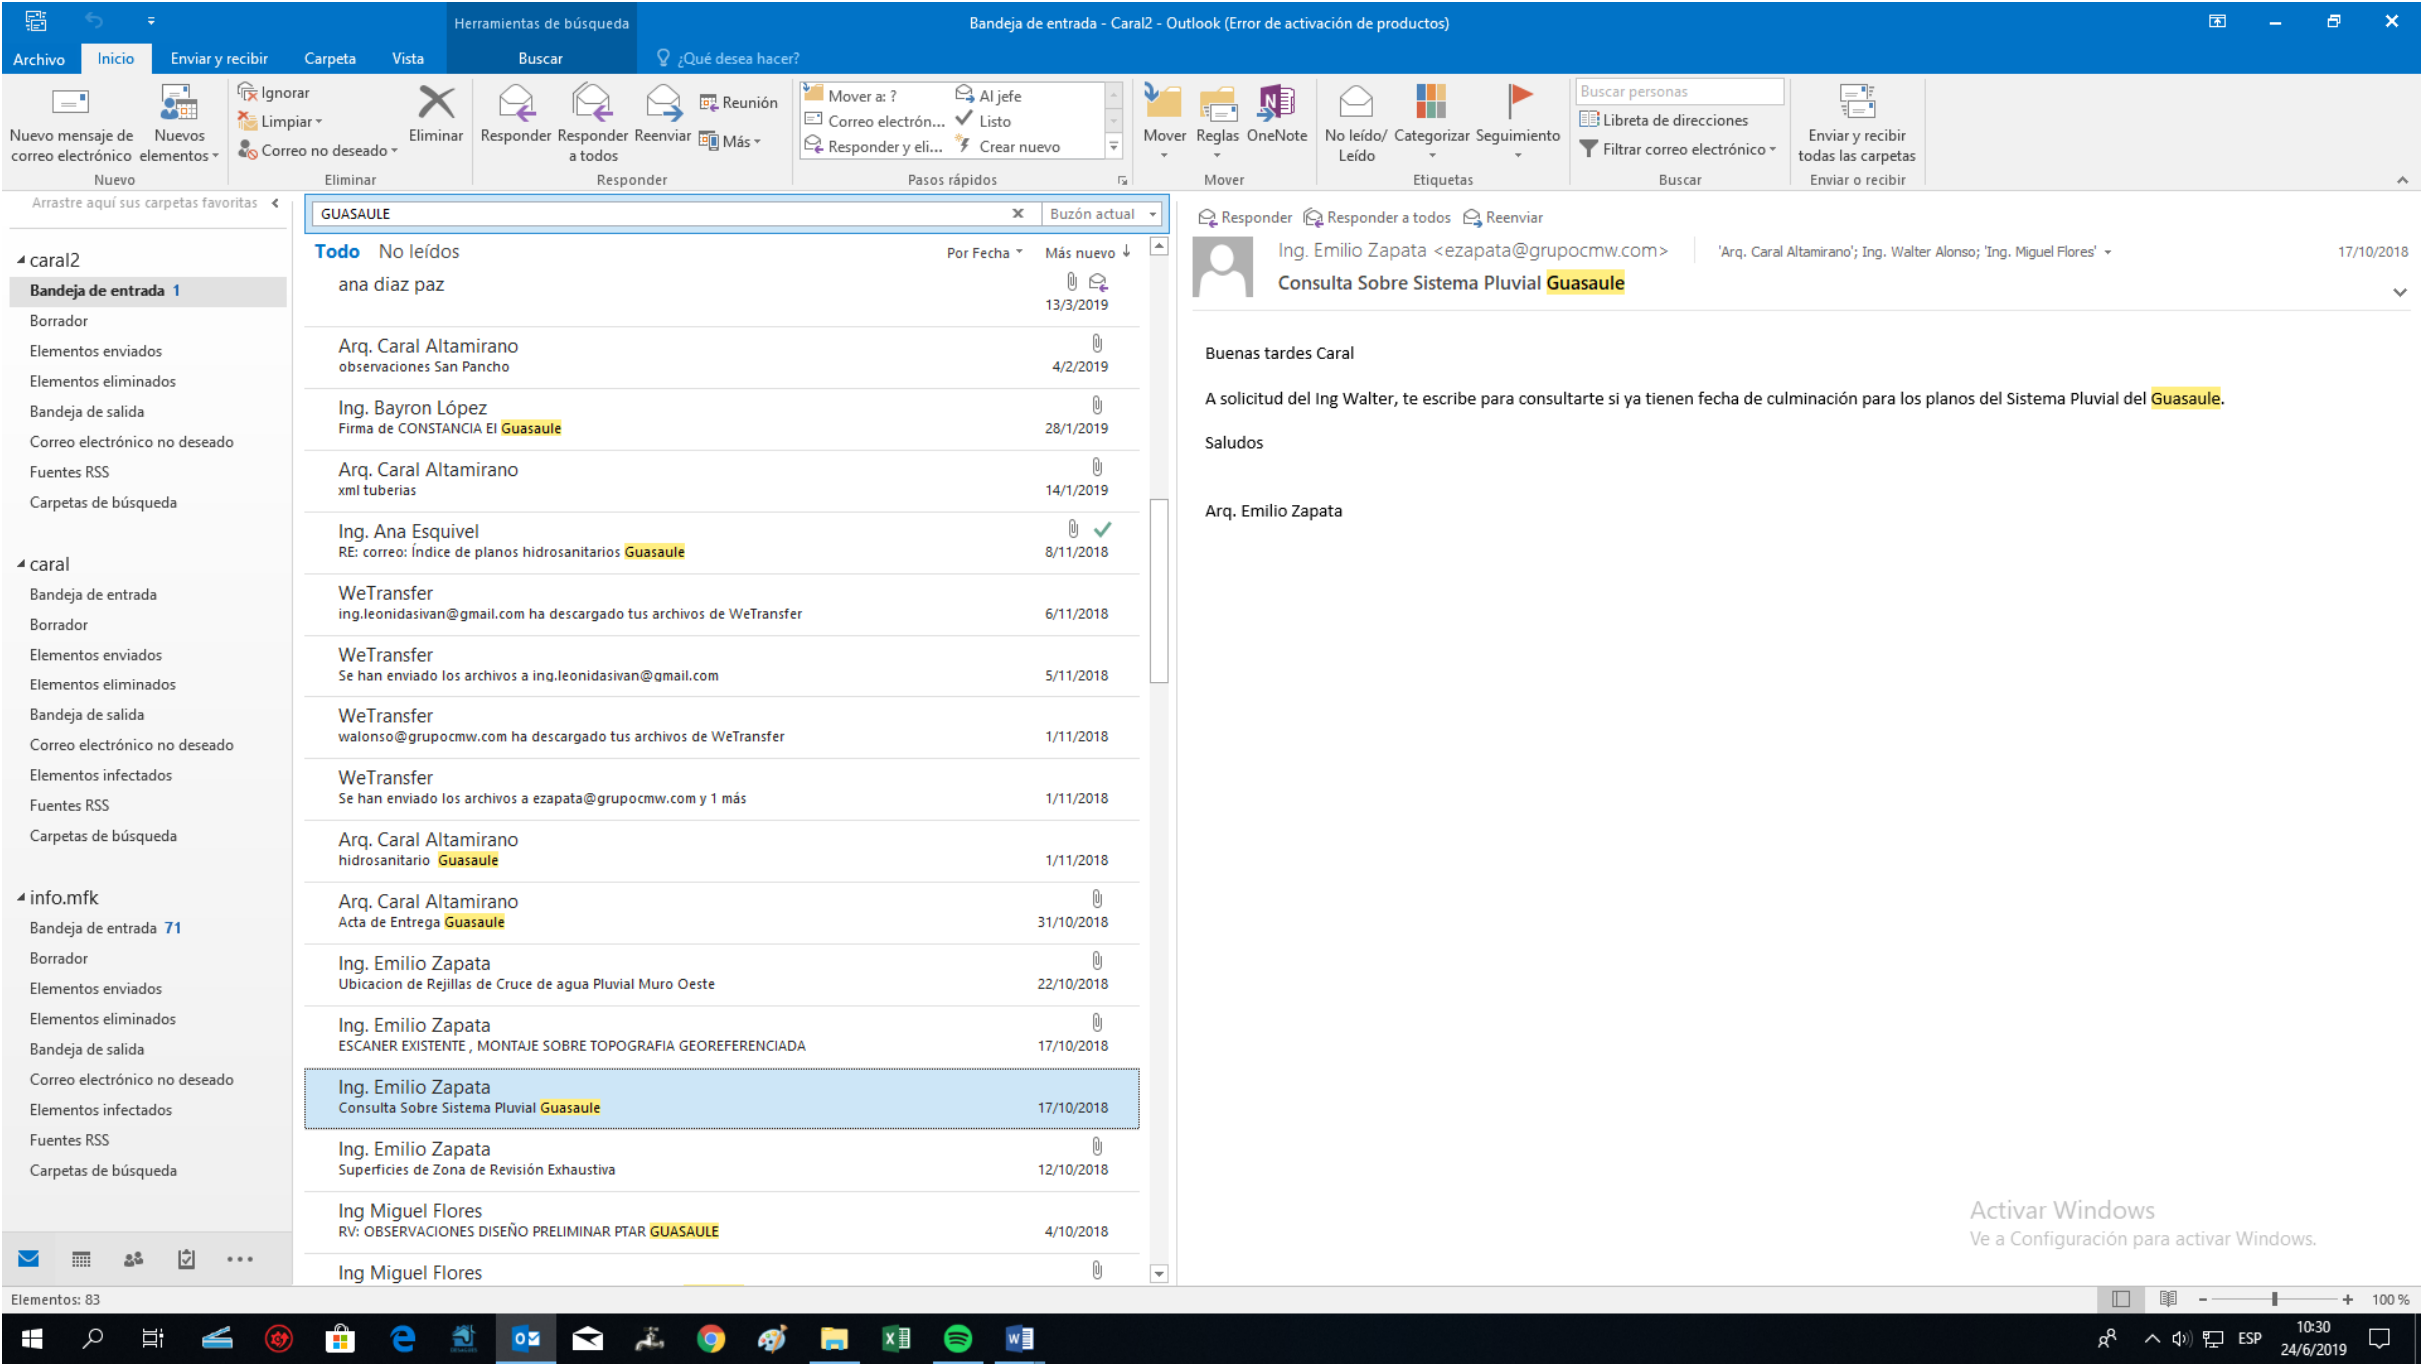 Herramientas de búsqueda
Bandeja de entrada - Caral2 - Outlook (Error de activación de productos)
Archivo Inicio Enviar y recibir Carpeta Vista Buscar ¿Qué desea hacer?
Nuevo mensaje de correo electrónico
Nuevos elementos
Nuevo
Ignorar
Limpiar
Correo no deseado
Eliminar
Eliminar
Responder
Responder a todos
Reenviar
Reunión
Más
Responder
Mover a: ?
Correo electrón...
Responder y eli...
Al jefe
Listo
Crear nuevo
Pasos rápidos
Mover
Reglas
OneNote
Mover
No leído/ Leído
Categorizar
Seguimiento
Etiquetas
Buscar personas
Libreta de direcciones
Filtrar correo electrónico
Buscar
Enviar y recibir todas las carpetas
Enviar o recibir
Arrastre aquí sus carpetas favoritas
caral2
Bandeja de entrada 1
Borrador
Elementos enviados
Elementos eliminados
Bandeja de salida
Correo electrónico no deseado
Fuentes RSS
Carpetas de búsqueda
caral
Bandeja de entrada
Borrador
Elementos enviados
Elementos eliminados
Bandeja de salida
Correo electrónico no deseado
Elementos infectados
Fuentes RSS
Carpetas de búsqueda
info.mfk
Bandeja de entrada 71
Borrador
Elementos enviados
Elementos eliminados
Bandeja de salida
Correo electrónico no deseado
Elementos infectados
Fuentes RSS
Carpetas de búsqueda
GUASAULE
Buzón actual
Todo No leídos Por Fecha Más nuevo
ana diaz paz
13/3/2019
Arq. Caral Altamirano
observaciones San Pancho 4/2/2019
Ing. Bayron López
Firma de CONSTANCIA El Guasaule 28/1/2019
Arq. Caral Altamirano
xml tuberias 14/1/2019
Ing. Ana Esquivel
RE: correo: Índice de planos hidrosanitarios Guasaule 8/11/2018
WeTransfer
ing.leonidasivan@gmail.com ha descargado tus archivos de WeTransfer 6/11/2018
WeTransfer
Se han enviado los archivos a ing.leonidasivan@gmail.com 5/11/2018
WeTransfer
walonso@grupocmw.com ha descargado tus archivos de WeTransfer 1/11/2018
WeTransfer
Se han enviado los archivos a ezapata@grupocmw.com y 1 más 1/11/2018
Arq. Caral Altamirano
hidrosanitario Guasaule 1/11/2018
Arq. Caral Altamirano
Acta de Entrega Guasaule 31/10/2018
Ing. Emilio Zapata
Ubicacion de Rejillas de Cruce de agua Pluvial Muro Oeste 22/10/2018
Ing. Emilio Zapata
ESCANER EXISTENTE , MONTAJE SOBRE TOPOGRAFIA GEOREFERENCIADA 17/10/2018
Ing. Emilio Zapata
Consulta Sobre Sistema Pluvial Guasaule 17/10/2018
Ing. Emilio Zapata
Superficies de Zona de Revisión Exhaustiva 12/10/2018
Ing Miguel Flores
RV: OBSERVACIONES DISEÑO PRELIMINAR PTAR GUASAULE 4/10/2018
Ing Miguel Flores
Responder Responder a todos Reenviar
Ing. Emilio Zapata <ezapata@grupocmw.com> 'Arq. Caral Altamirano'; Ing. Walter Alonso; 'Ing. Miguel Flores' 17/10/2018
Consulta Sobre Sistema Pluvial Guasaule
Buenas tardes Caral
A solicitud del Ing Walter, te escribe para consultarte si ya tienen fecha de culminación para los planos del Sistema Pluvial del Guasaule.
Saludos
Arq. Emilio Zapata
Activar Windows
Ve a Configuración para activar Windows.
Elementos: 83
100 %
ESP
10:30
24/6/2019